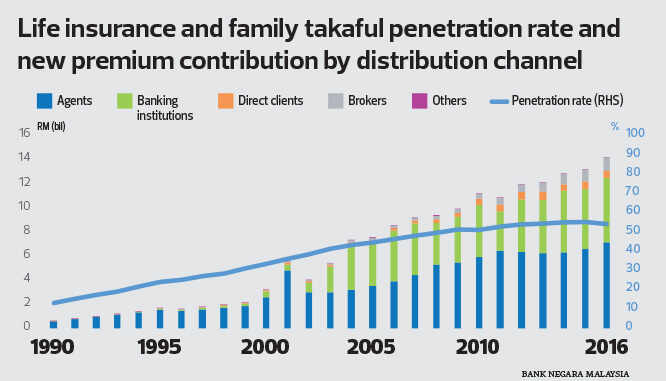 Life insurance and family takaful penetration rate and
new premium contribution by distribution channel
Agents
Banking
institutions
Direct clients
Brokers
Others
Penetration rate (RHS)
RM (bil)
%
16
14
12
10
8
6
4
2
0
100
90
80
70
60
50
40
30
20
10
0
1990 1995 2000 2005 2010 2016
BANK NEGARA MALAYSIA